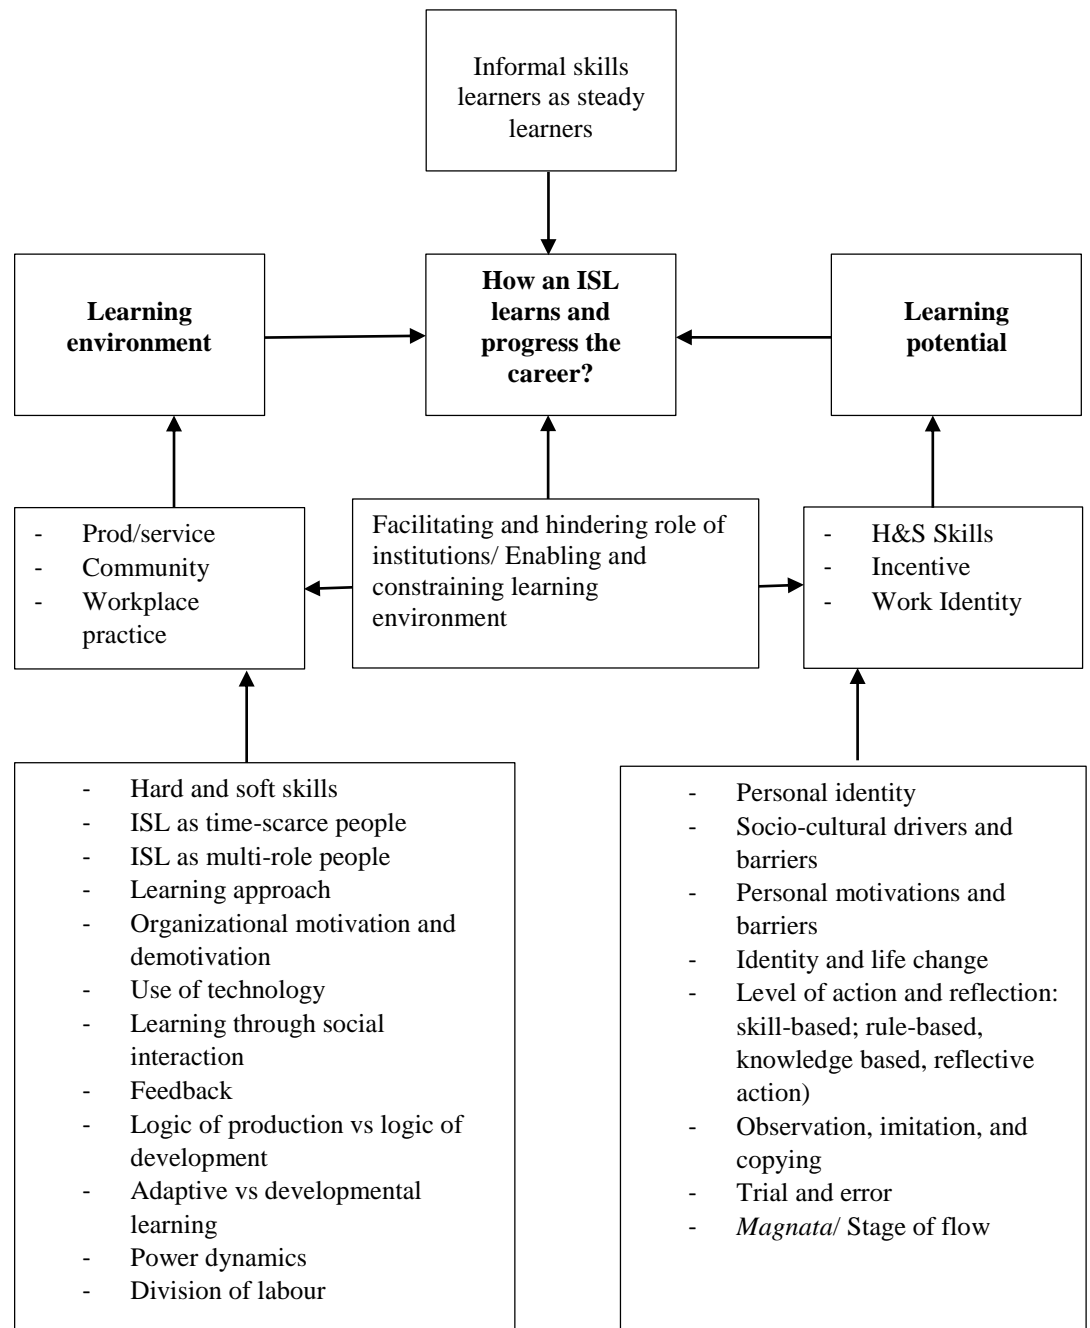 Informal skills
learners as steady
learners
Learning
environment
How an ISL
learns and
progress the
career?
Learning
potential
- Prod/service
- Community
- Workplace
practice
Facilitating and hindering role of
institutions/ Enabling and
constraining learning
environment
- H&S Skills
- Incentive
- Work Identity
- Hard and soft skills
- ISL as time-scarce people
- ISL as multi-role people
- Learning approach
- Organizational motivation and
demotivation
- Use of technology
- Learning through social
interaction
- Feedback
- Logic of production vs logic of
development
- Adaptive vs developmental
learning
- Power dynamics
- Division of labour
- Personal identity
- Socio-cultural drivers and
barriers
- Personal motivations and
barriers
- Identity and life change
- Level of action and reflection:
skill-based; rule-based,
knowledge based, reflective
action)
- Observation, imitation, and
copying
- Trial and error
- Magnata/ Stage of flow